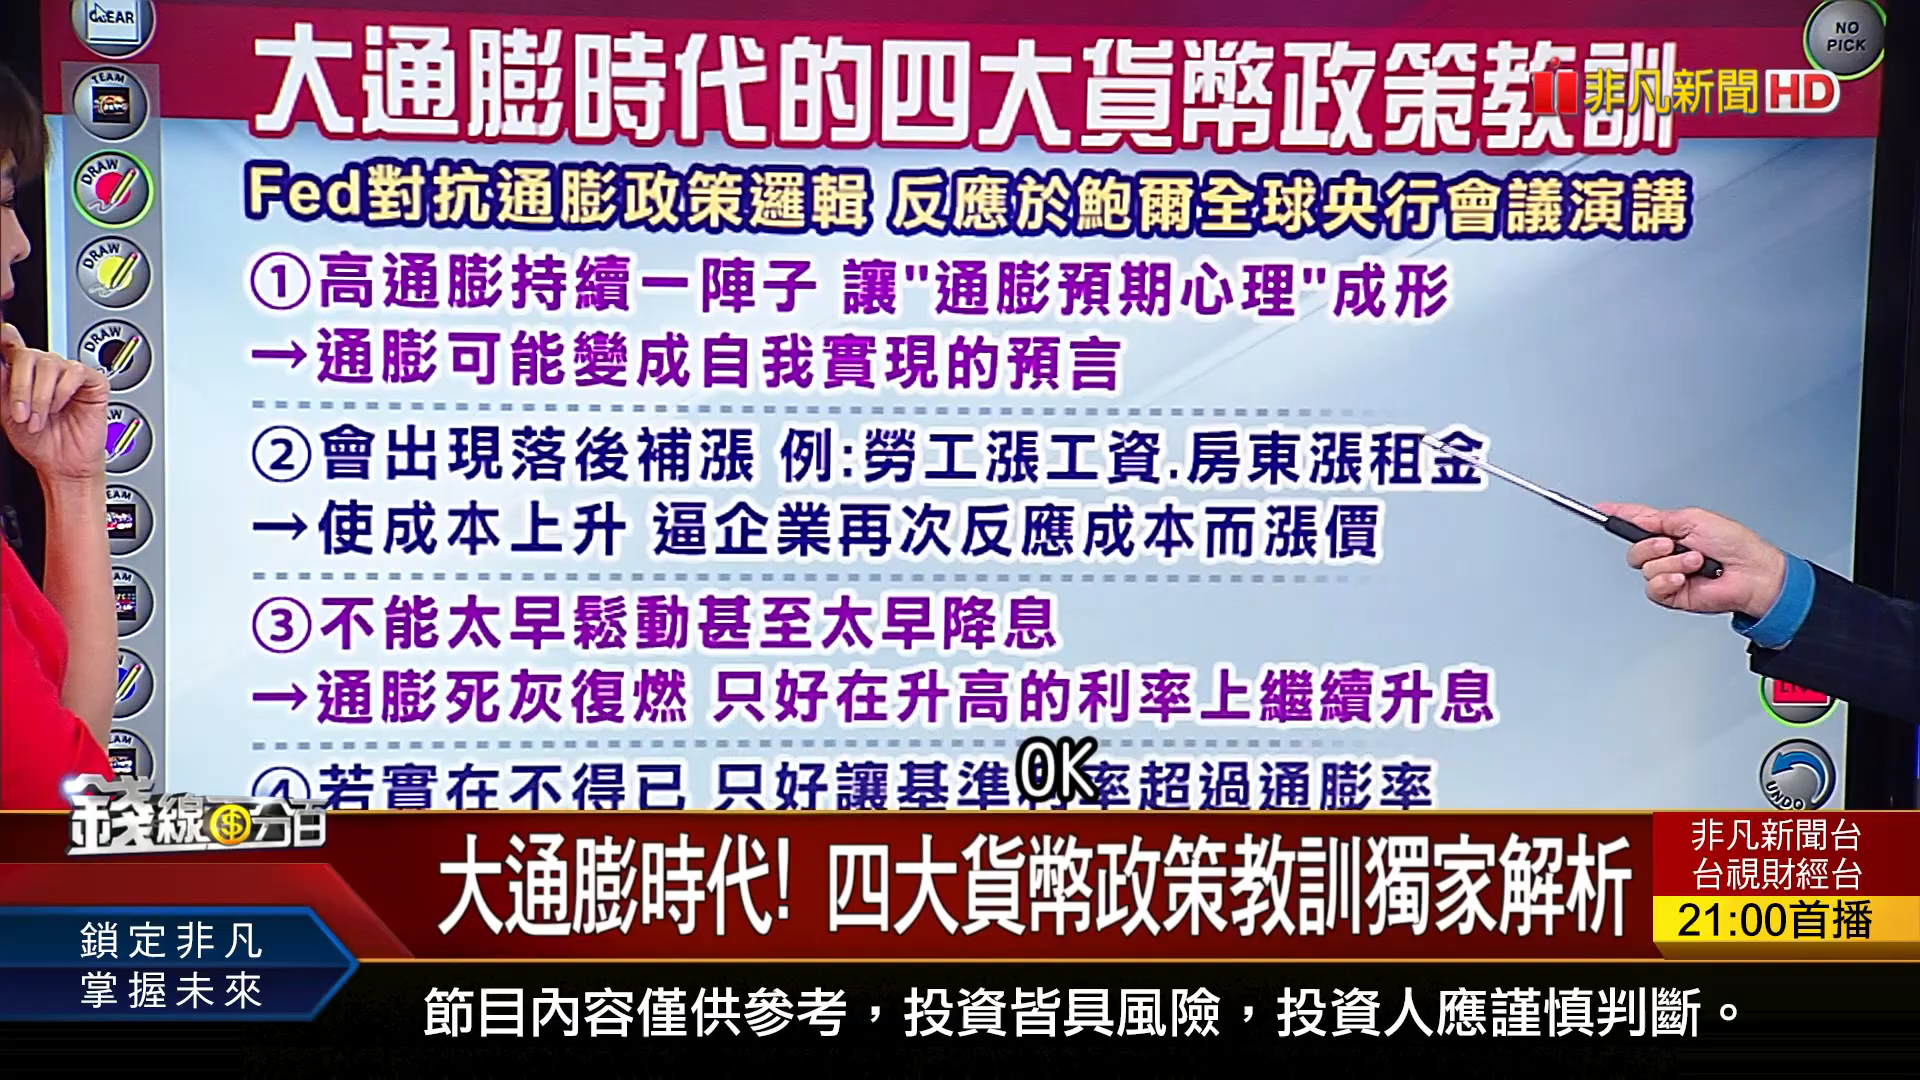 CLEAR
NO PICK
大通膨時代的四大貨幣政策教訓
非凡新聞HD
TEAM
Fed對抗通膨政策邏輯 反應於鮑爾全球央行會議演講
DRAW
①高通膨持續一陣子 讓"通膨預期心理"成形
DRAW
→通膨可能變成自我實現的預言
DRAW
②會出現落後補漲 例:勞工漲工資.房東漲租金
→使成本上升 逼企業再次反應成本而漲價
③不能太早鬆動甚至太早降息
→通膨死灰復燃 只好在升高的利率上繼續升息
④若實在不得已 只好讓基準利率超過通膨率
OK
UNDO
錢線百分百
大通膨時代! 四大貨幣政策教訓獨家解析
非凡新聞台
台視財經台
21:00首播
鎖定非凡
掌握未來
節目內容僅供參考，投資皆具風險，投資人應謹慎判斷。